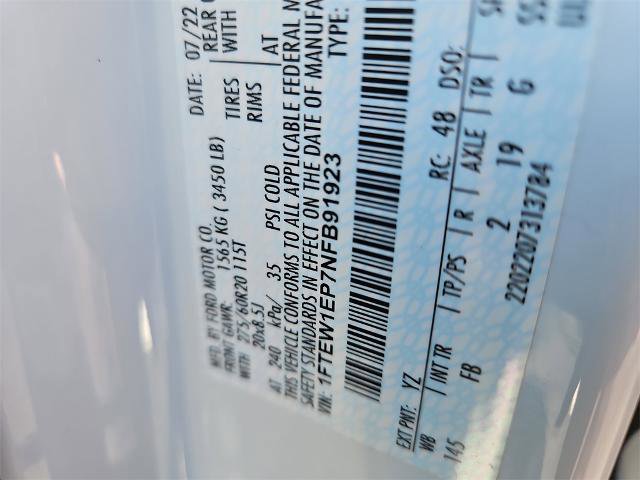 MFD. BY FORD MOTOR CO.
DATE: 07/22
FRONT GAWR: 1565 KG ( 3450 LB)
REAR
WITH 275/60R20 115T TIRES
WITH
20x8.5J RIMS
AT 240 kPa/ 35 PSI COLD
AT
THIS VEHICLE CONFORMS TO ALL APPLICABLE FEDERAL
SAFETY STANDARDS IN EFFECT ON THE DATE OF MANUFA
VIN: 1FTEW1EP7NFB91923
TYPE:
EXT PNT: YZ RC: 48 DSO:
WB INT TR TP/PS R AXLE TR
145 FB 2 19 G
2202207313784